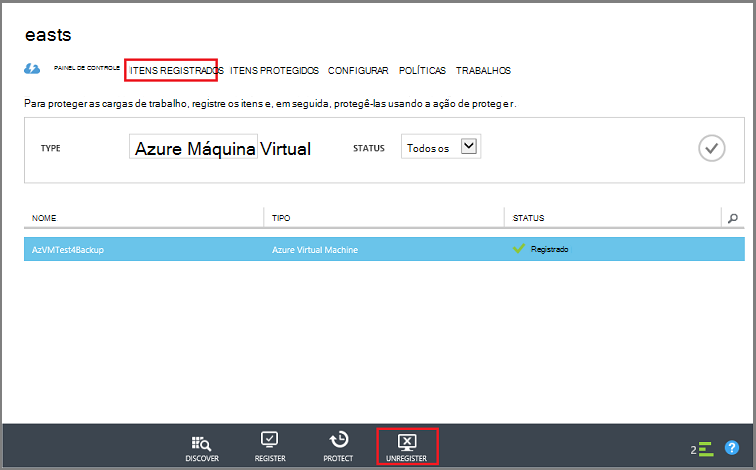 easts
PAINEL DE CONTROLE ITENS REGISTRADOS ITENS PROTEGIDOS CONFIGURAR POLÍTICAS TRABALHOS
Para proteger as cargas de trabalho, registre os itens e, em seguida, protegê-las usando a ação de proteger.
TYPE Azure Máquina Virtual STATUS Todos os
NOME TIPO STATUS
AzVMTest4Backup Azure Virtual Machine Registrado
DISCOVER REGISTER PROTECT UNREGISTER 2 ?